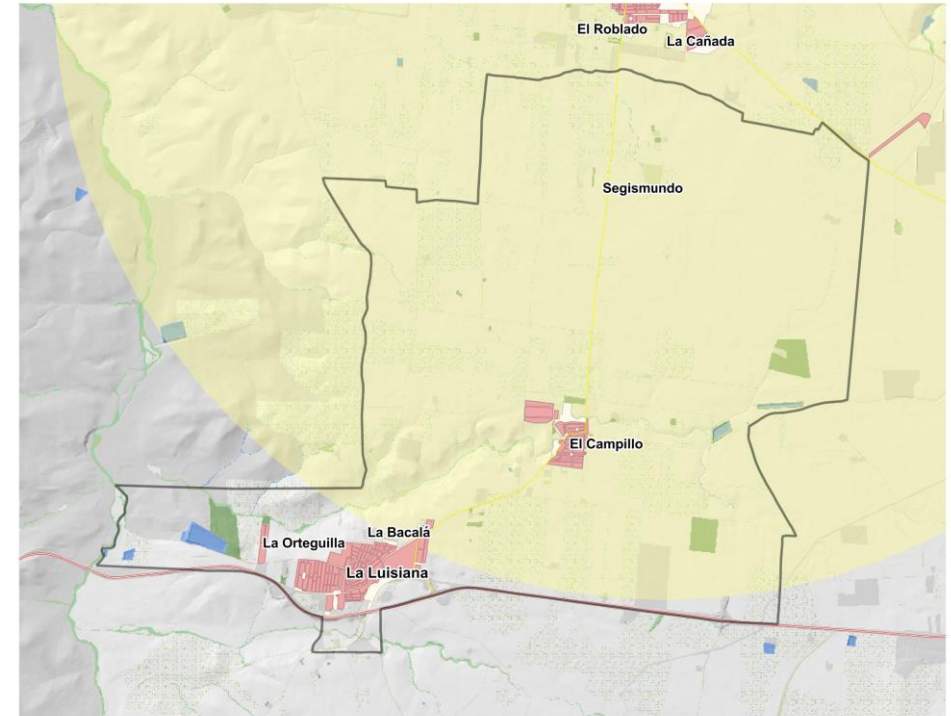 El Roblado
La Cañada
Segismundo
El Campillo
La Bacalá
La Orteguilla
La Luisiana